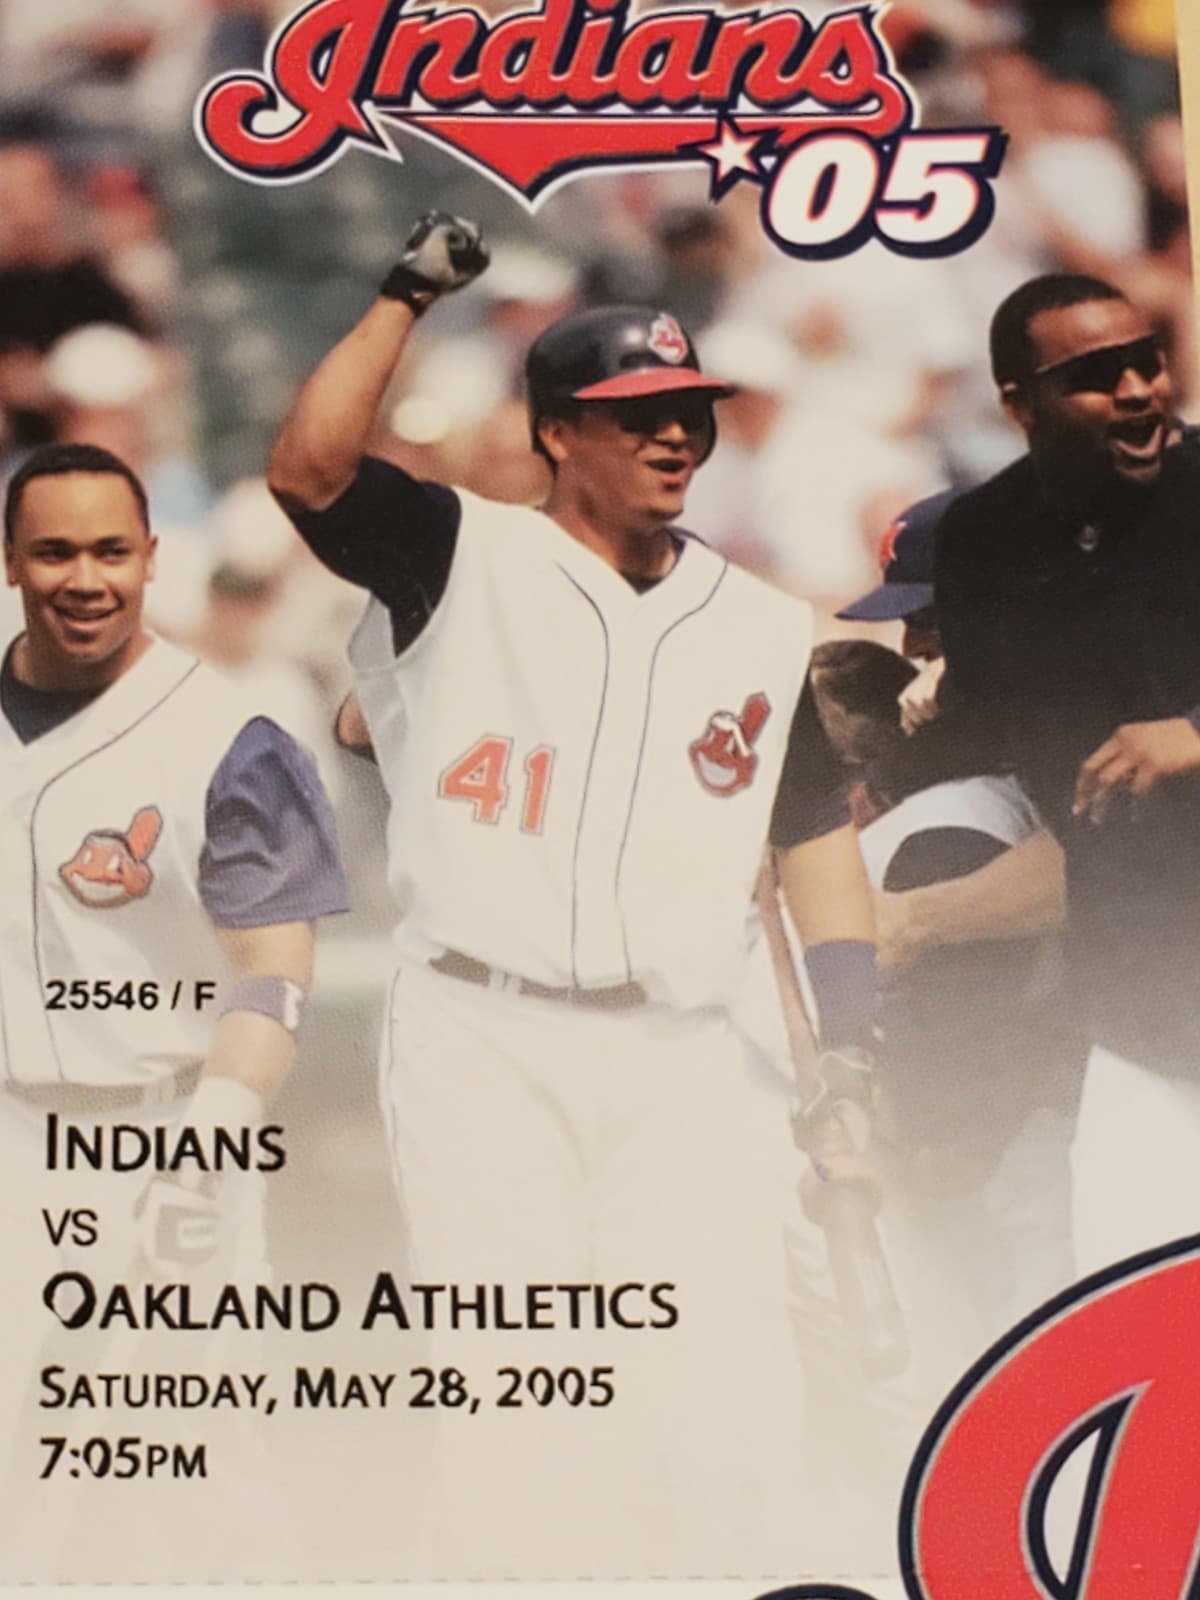 Indians
'05
41
25546 / F
INDIANS
VS
OAKLAND ATHLETICS
SATURDAY, MAY 28, 2005
7:05PM